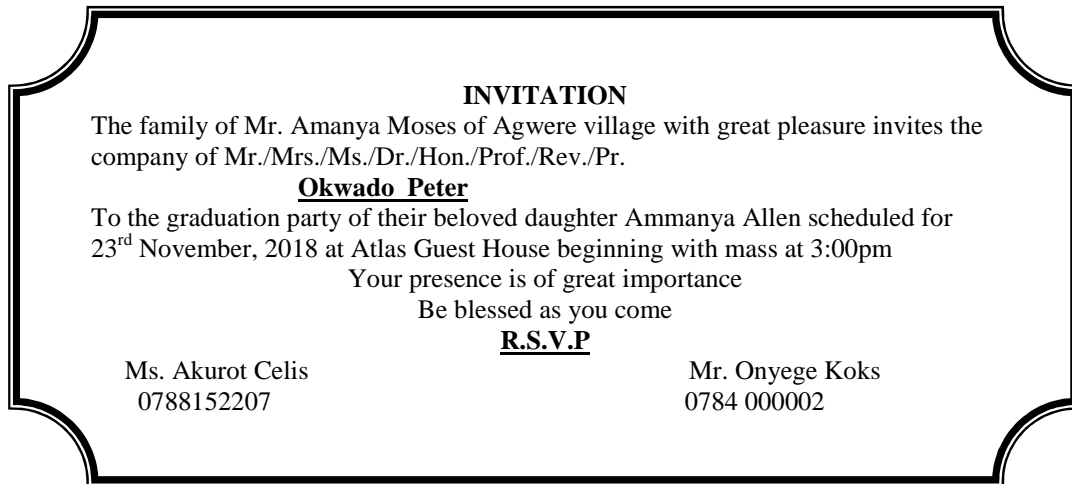 INVITATION
The family of Mr. Amanya Moses of Agwere village with great pleasure invites the
company of Mr./Mrs./Ms./Dr./Hon./Prof./Rev./Pr.
Okwado Peter
To the graduation party of their beloved daughter Ammanya Allen scheduled for
23rd November, 2018 at Atlas Guest House beginning with mass at 3:00pm
Your presence is of great importance
Be blessed as you come
R.S.V.P
Ms. Akurot Celis Mr. Onyege Koks
0788152207 0784 000002